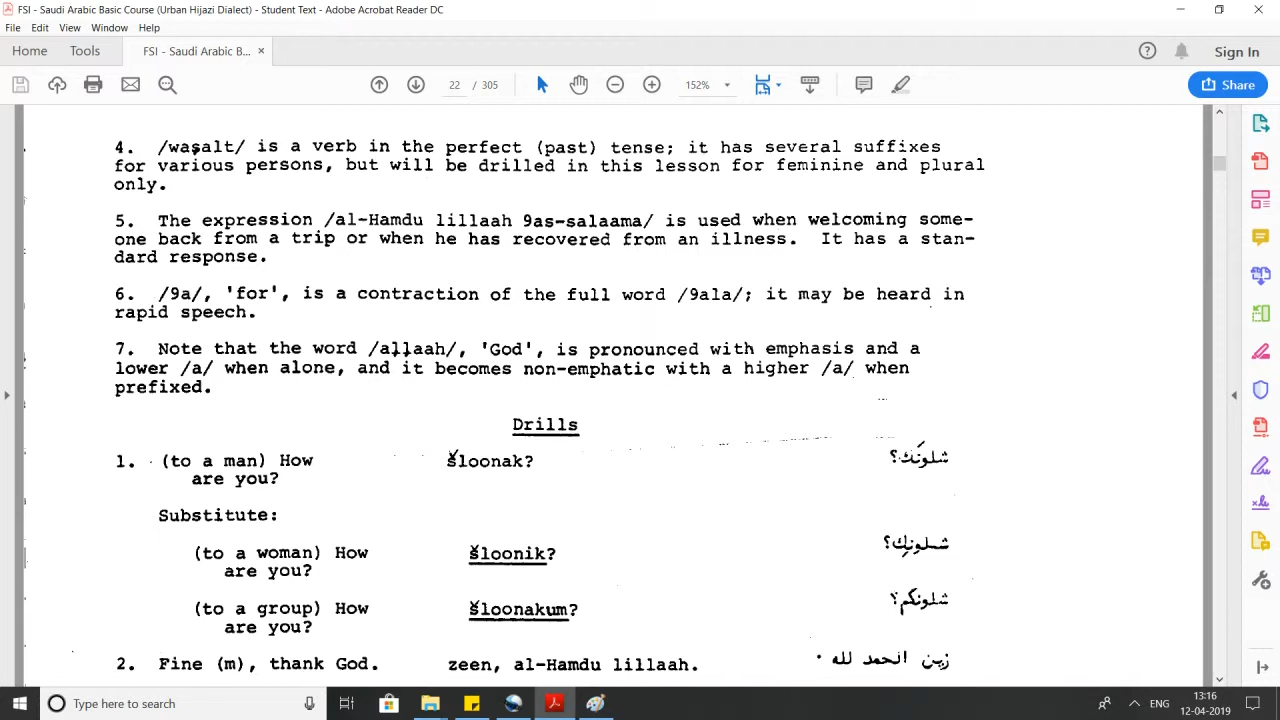 FSI - Saudi Arabic Basic Course (Urban Hijazi Dialect) - Student Text - Adobe Acrobat Reader DC
File Edit View Window Help
Home Tools FSI - Saudi Arabic B... × Sign In
22 / 305 152% Share
4. /waṣalt/ is a verb in the perfect (past) tense; it has several suffixes
for various persons, but will be drilled in this lesson for feminine and plural
only.
5. The expression /al-Hamdu lillaah 9as-salaama/ is used when welcoming some-
one back from a trip or when he has recovered from an illness. It has a stan-
dard response.
6. /9a/, 'for', is a contraction of the full word /9ala/; it may be heard in
rapid speech.
7. Note that the word /aḷḷaah/, 'God', is pronounced with emphasis and a
lower /a/ when alone, and it becomes non-emphatic with a higher /a/ when
prefixed.
Drills
1. (to a man) How šloonak? شلونَك؟
are you?
Substitute:
(to a woman) How šloonik? شلونِك؟
are you?
(to a group) How šloonakum? شلونكم؟
are you?
2. Fine (m), thank God. zeen, al-Hamdu lillaah. زين الحمد لله .
Type here to search ENG 13:16
12-04-2019